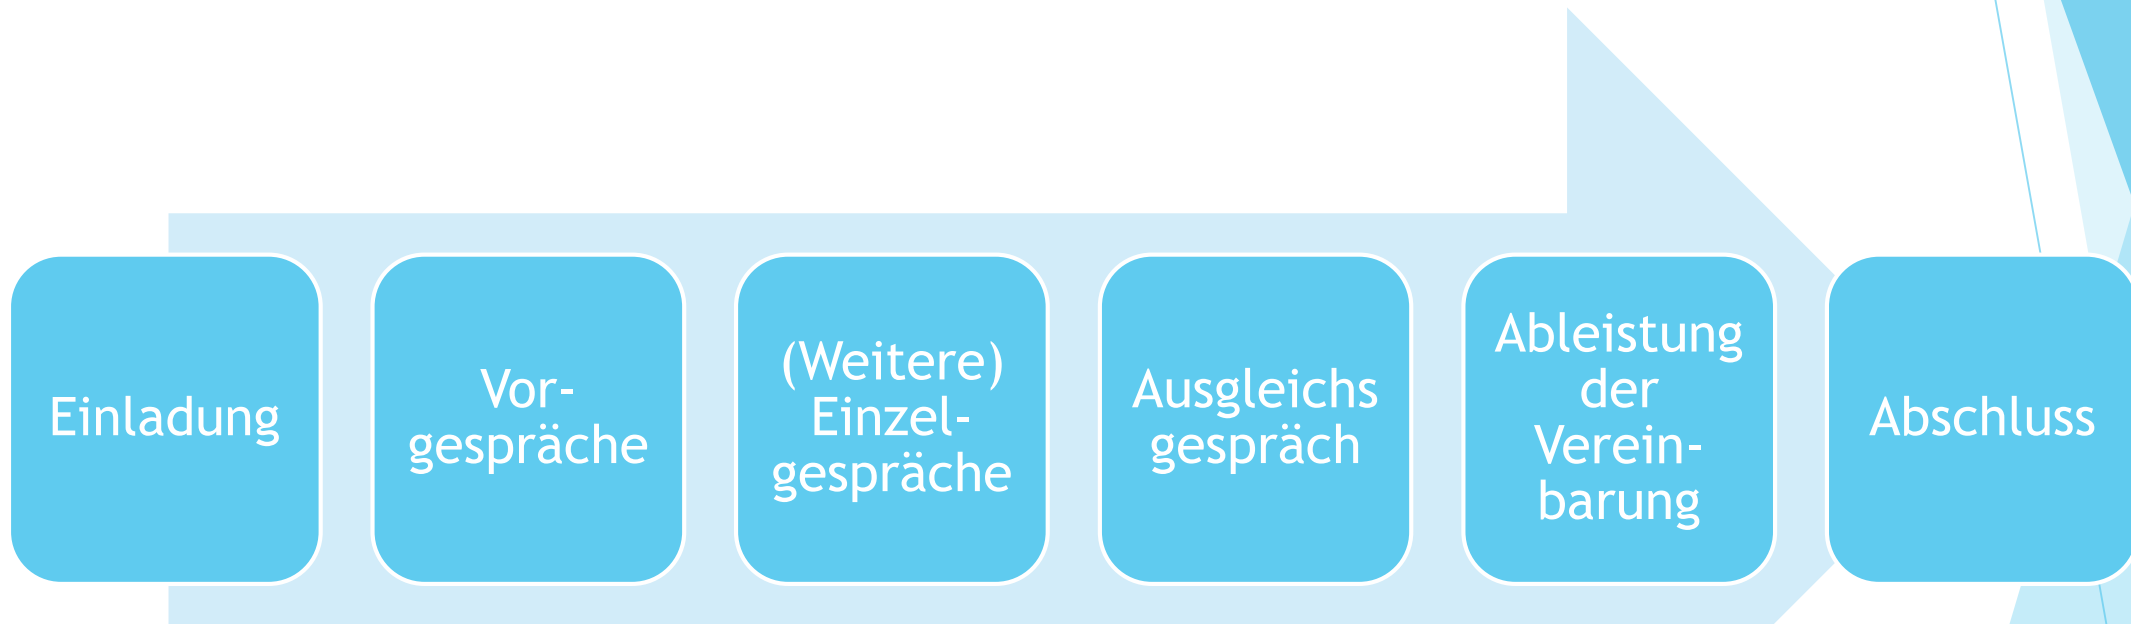 Einladung
Vor-
gespräche
(Weitere)
Einzel-
gespräche
Ausgleichs
gespräch
Ableistung
der
Verein-
barung
Abschluss